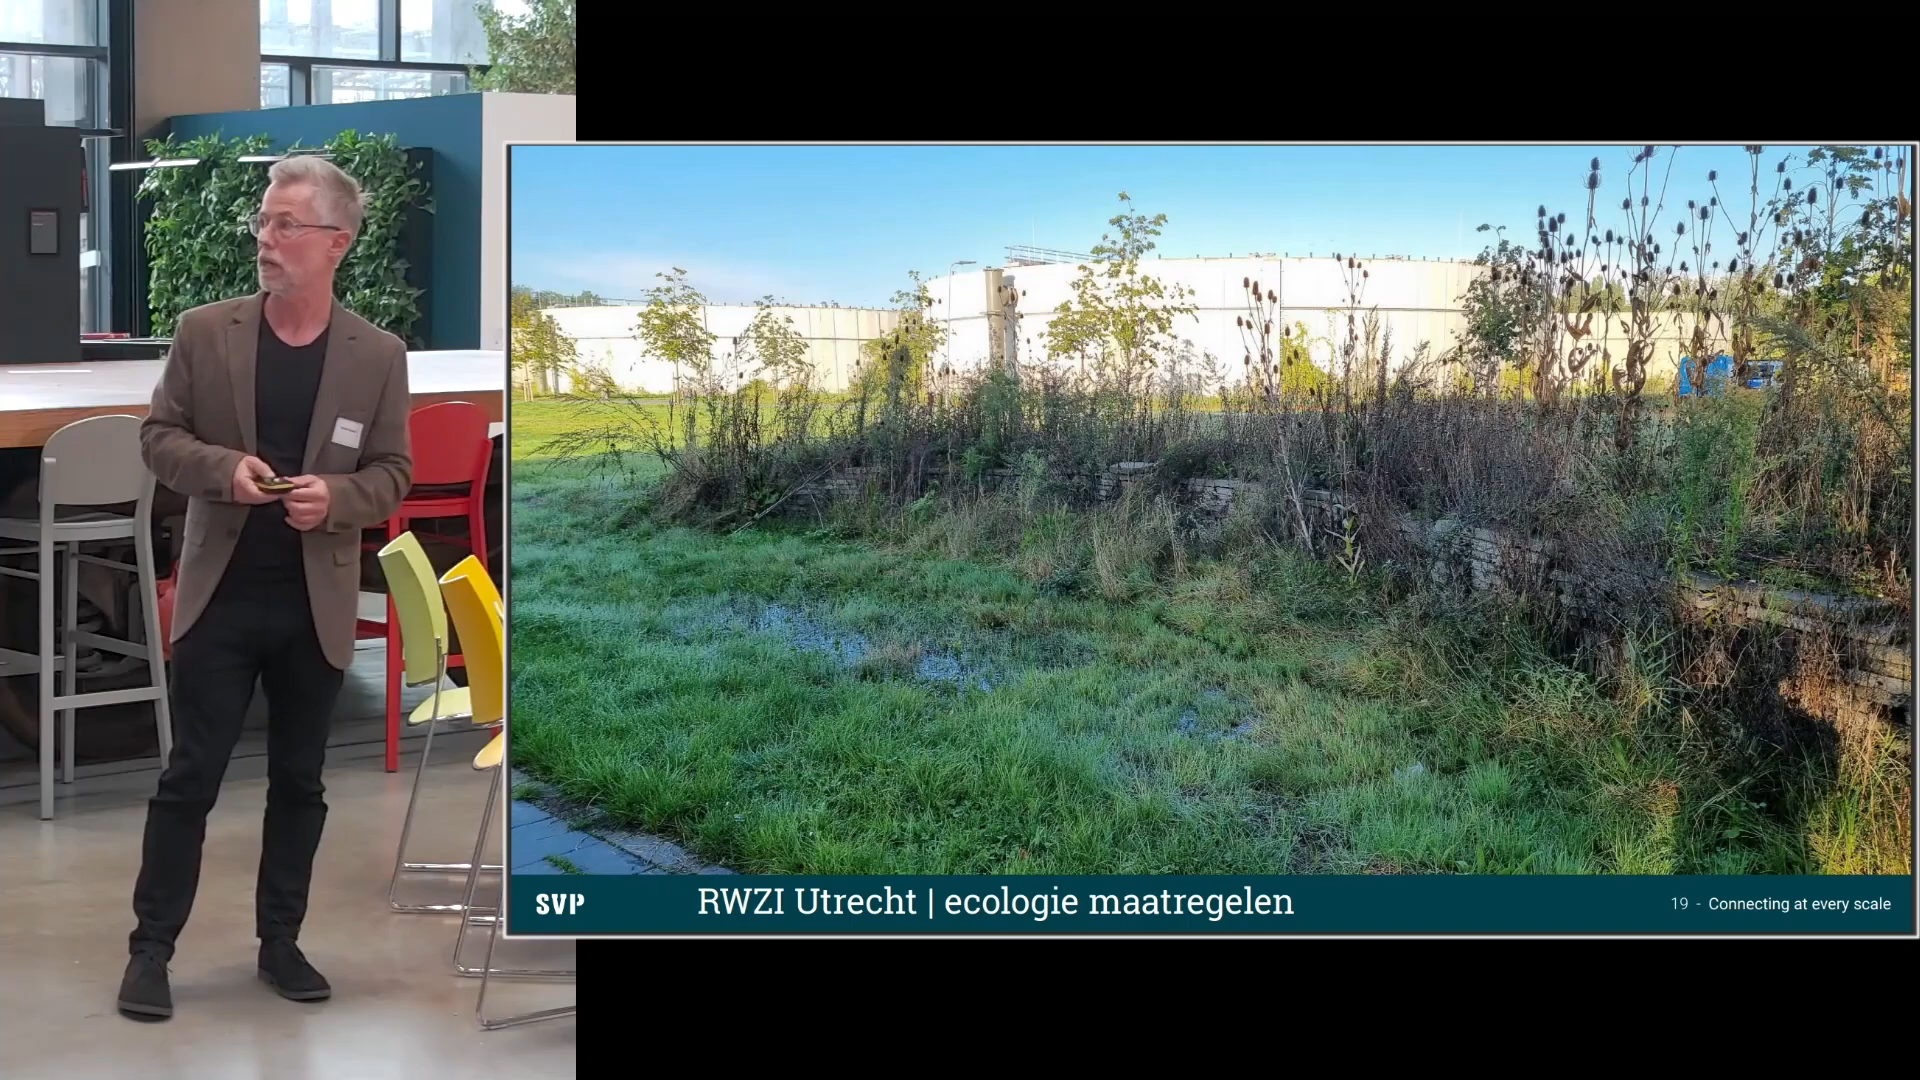 SVP
RWZI Utrecht | ecologie maatregelen
19 - Connecting at every scale